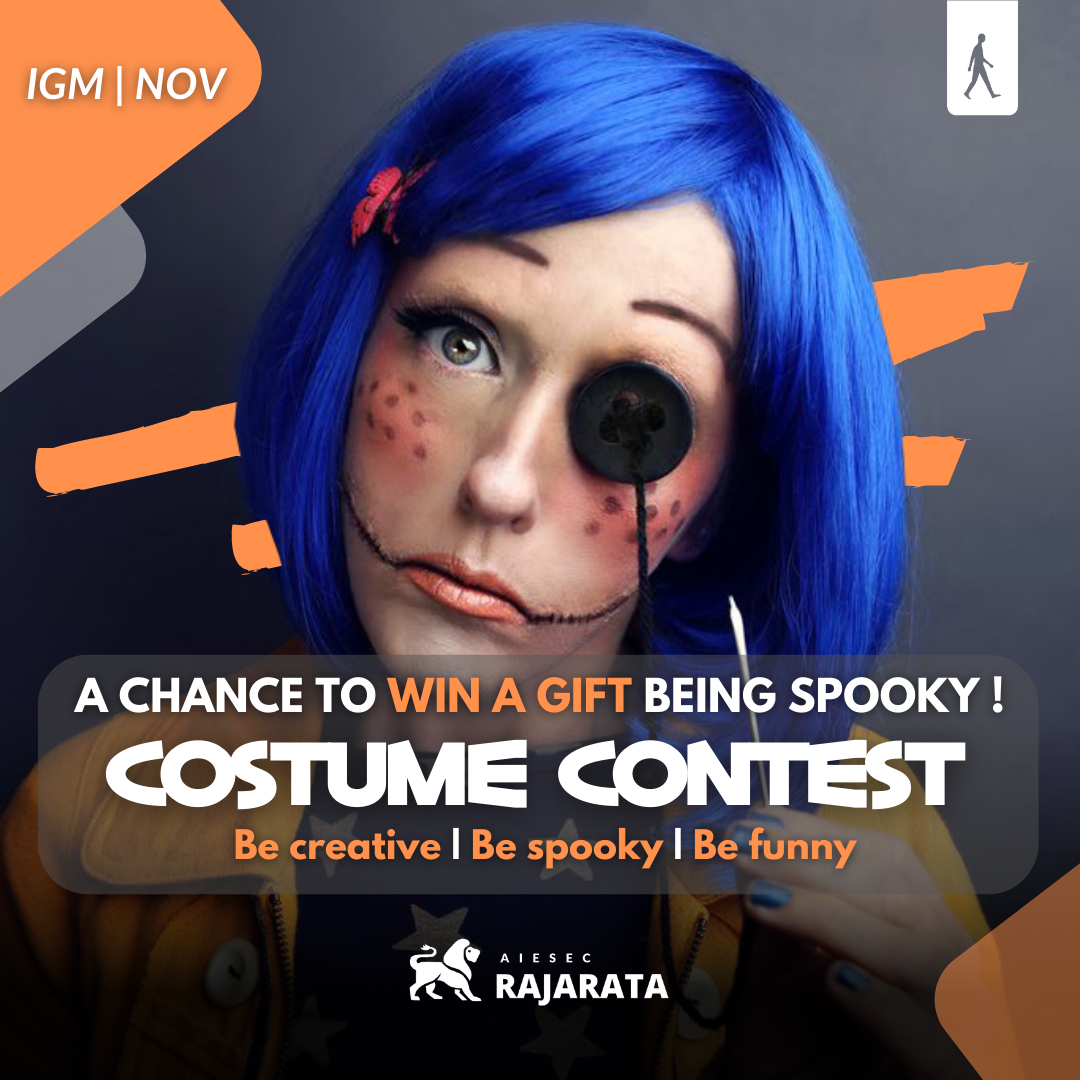 IGM | NOV
A CHANCE TO WIN A GIFT BEING SPOOKY !
COSTUME CONTEST
Be creative | Be spooky | Be funny
AIESEC
RAJARATA